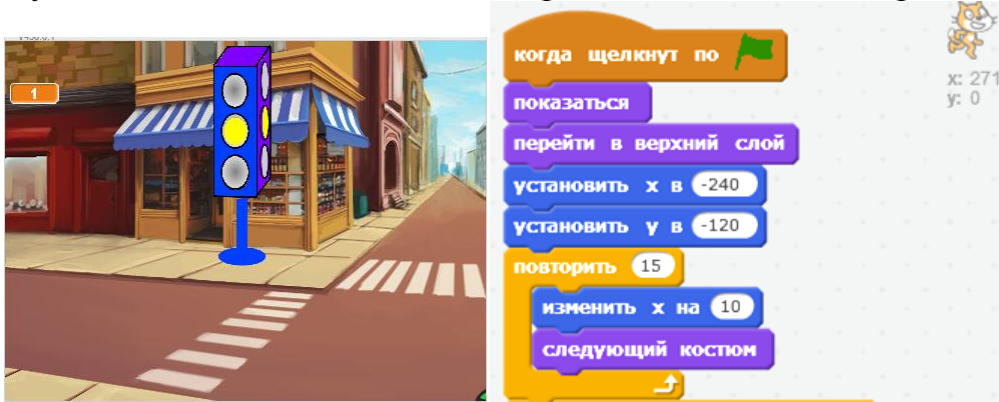 1
когда щелкнут по
показаться
перейти в верхний слой
установить x в -240
установить y в -120
повторить 15
изменить x на 10
следующий костюм
x: 271
y: 0